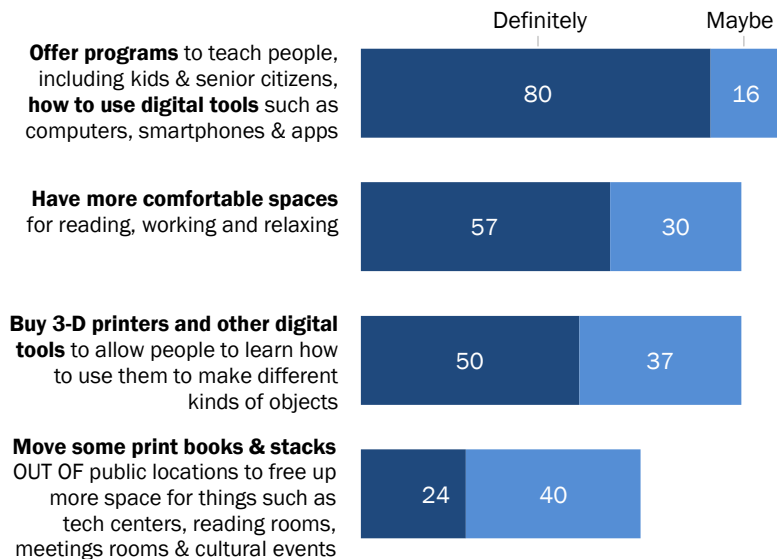 Definitely Maybe
Offer programs to teach people,
including kids & senior citizens,
how to use digital tools such as
computers, smartphones & apps
80 16
Have more comfortable spaces
for reading, working and relaxing
57 30
Buy 3-D printers and other digital
tools to allow people to learn how
to use them to make different
kinds of objects
50 37
Move some print books & stacks
OUT OF public locations to free up
more space for things such as
tech centers, reading rooms,
meetings rooms & cultural events
24 40